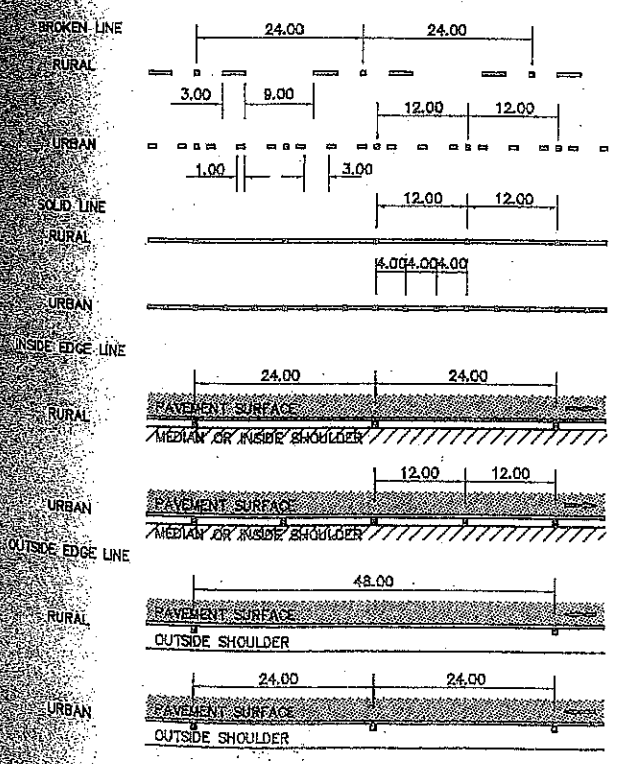 BROKEN LINE
24.00 24.00
RURAL
3.00 9.00
12.00 12.00
URBAN
1.00 3.00
SOLID LINE
12.00 12.00
RURAL
4.00 4.00 4.00
URBAN
INSIDE EDGE LINE
24.00 24.00
RURAL
PAVEMENT SURFACE
MEDIAN OR INSIDE SHOULDER
12.00 12.00
URBAN
PAVEMENT SURFACE
MEDIAN OR INSIDE SHOULDER
OUTSIDE EDGE LINE
48.00
RURAL
PAVEMENT SURFACE
OUTSIDE SHOULDER
24.00 24.00
URBAN
PAVEMENT SURFACE
OUTSIDE SHOULDER